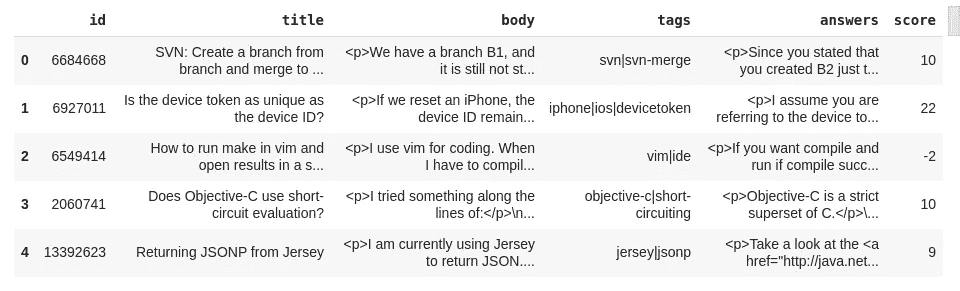 id title body tags answers score
0
6684668
SVN: Create a branch from
branch and merge to ...
<p>We have a branch B1, and
it is still not st...
svn|svn-merge
<p>Since you stated that
you created B2 just t...
10
1
6927011
Is the device token as unique as
the device ID?
<p>If we reset an iPhone, the
device ID remain...
iphone|ios|devicetoken
<p>I assume you are
referring to the device to...
22
2
6549414
How to run make in vim and
open results in a s...
<p>I use vim for coding. When
I have to compil...
vim|ide
<p>If you want compile and
run if compile succ...
-2
3
2060741
Does Objective-C use short-
circuit evaluation?
<p>I tried something along the
lines of:</p>\n...
objective-c|short-
circuiting
<p>Objective-C is a strict
superset of C.</p>\...
10
4
13392623
Returning JSONP from Jersey
<p>I am currently using Jersey
to return JSON....
jersey|jsonp
<p>Take a look at the <a
href="http://java.net...
9